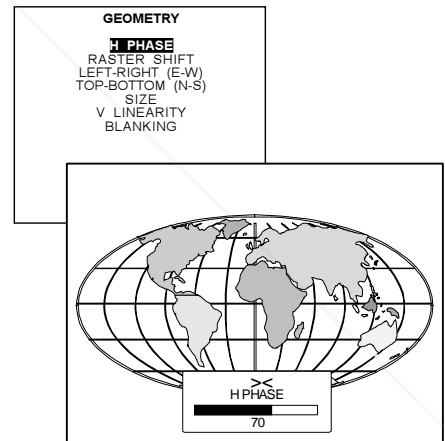 GEOMETRY
H PHASE
RASTER SHIFT
LEFT-RIGHT (E-W)
TOP-BOTTOM (N-S)
SIZE
V LINEARITY
BLANKING
><
H PHASE
70